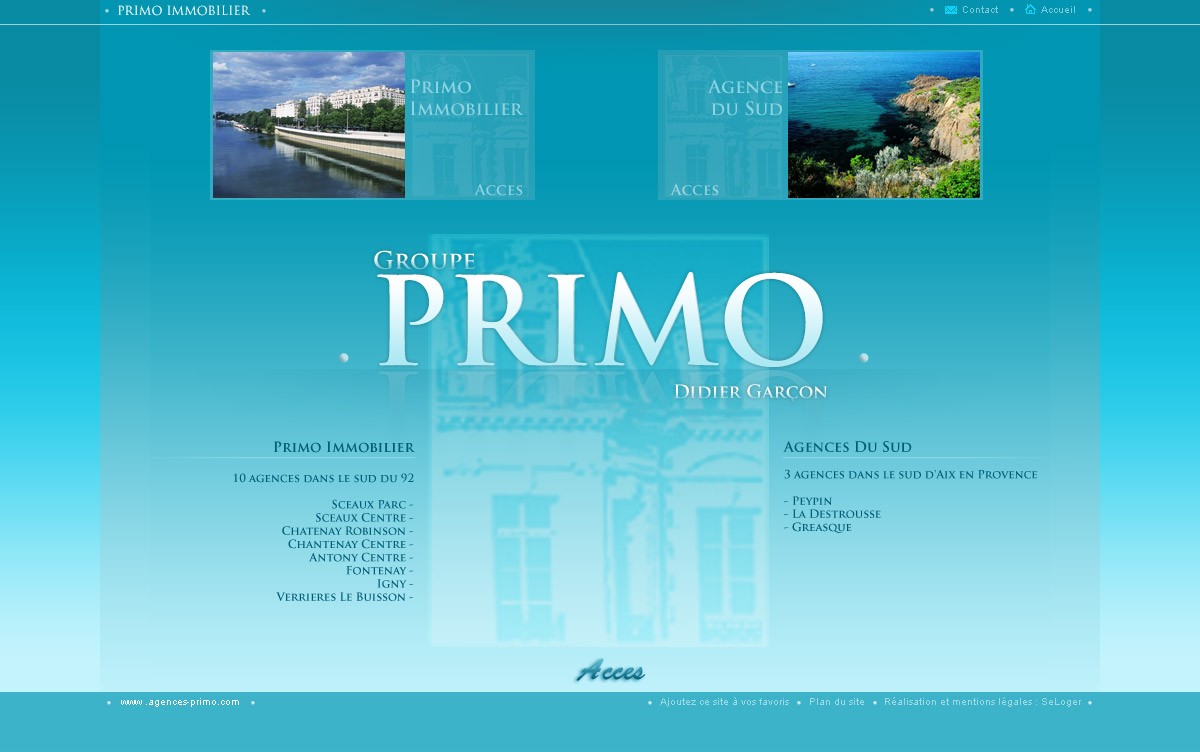 PRIMO IMMOBILIER
Contact
Accueil
PRIMO
IMMOBILIER
ACCES
AGENCE
DU SUD
ACCES
GROUPE
PRIMO
DIDIER GARÇON
PRIMO IMMOBILIER
10 AGENCES DANS LE SUD DU 92
SCEAUX PARC -
SCEAUX CENTRE -
CHATENAY ROBINSON -
CHANTENAY CENTRE -
ANTONY CENTRE -
FONTENAY -
IGNY -
VERRIERES LE BUISSON -
AGENCES DU SUD
3 AGENCES DANS LE SUD D'AIX EN PROVENCE
- PEYPIN
- LA DESTROUSSE
- GREASQUE
Acces
www.agences-primo.com
Ajoutez ce site à vos favoris
Plan du site
Réalisation et mentions légales : SeLoger